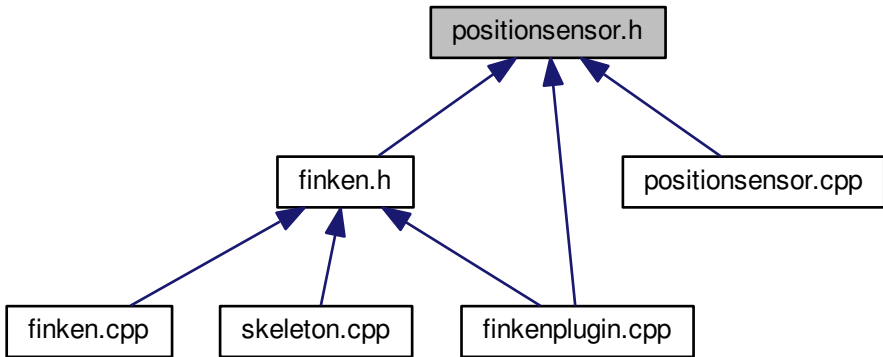 positionsensor.h
finken.h
positionsensor.cpp
finken.cpp
skeleton.cpp
finkenplugin.cpp